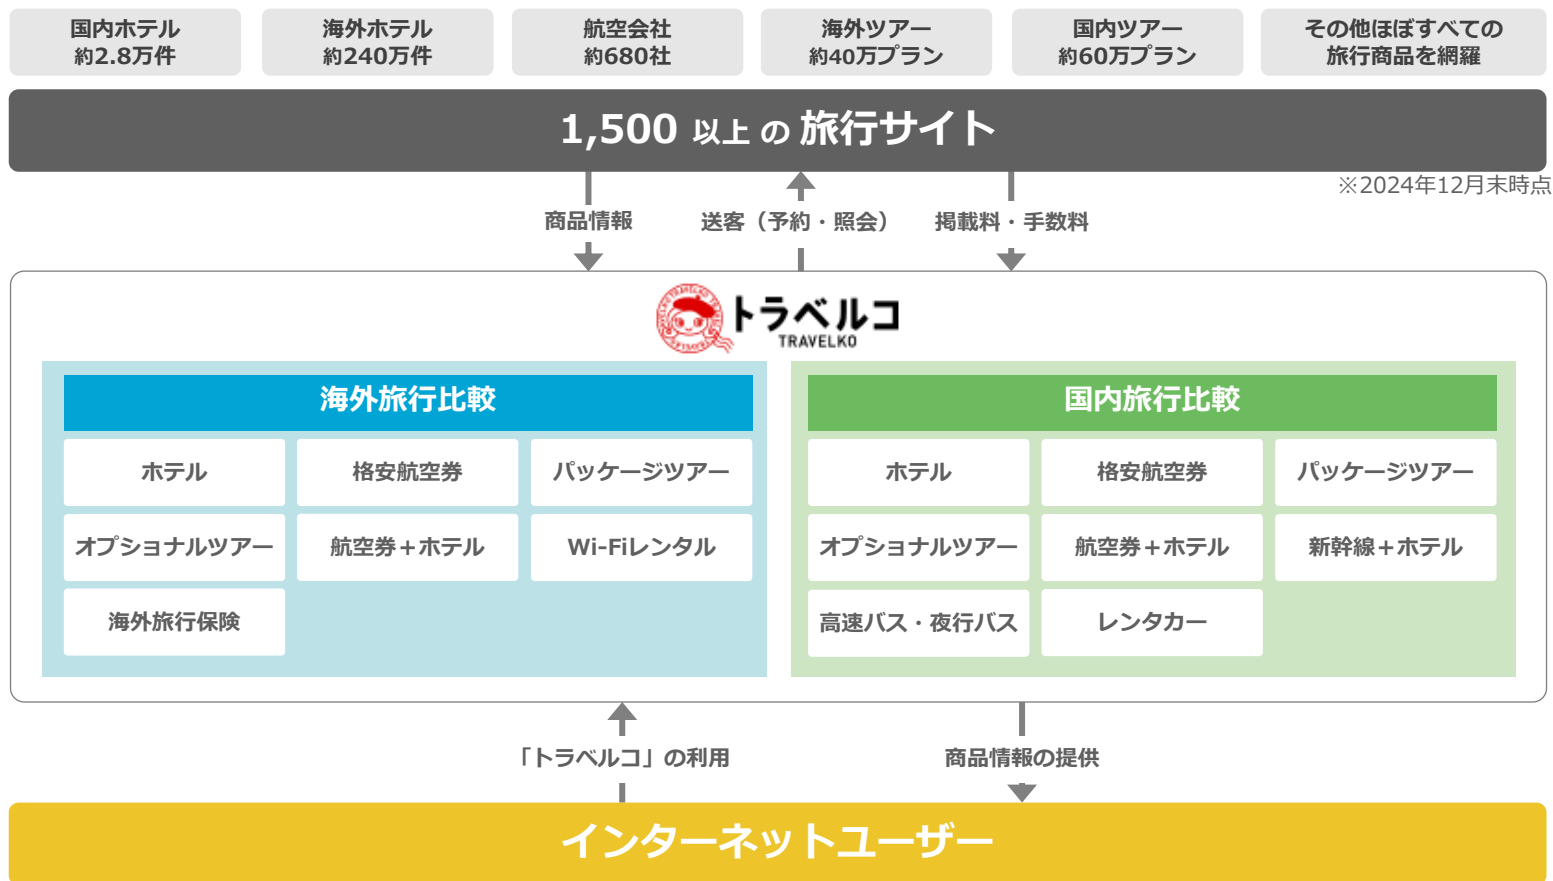 国内ホテル
約2.8万件
海外ホテル
約240万件
航空会社
約680社
海外ツアー
約40万プラン
国内ツアー
約60万プラン
その他ほぼすべての
旅行商品を網羅
1,500 以上 の 旅行サイト
※2024年12月末時点
商品情報
送客（予約・照会）
掲載料・手数料
トラベルコ
TRAVELKO
海外旅行比較
ホテル
格安航空券
パッケージツアー
オプショナルツアー
航空券＋ホテル
Wi-Fiレンタル
海外旅行保険
国内旅行比較
ホテル
格安航空券
パッケージツアー
オプショナルツアー
航空券＋ホテル
新幹線＋ホテル
高速バス・夜行バス
レンタカー
「トラベルコ」の利用
商品情報の提供
インターネットユーザー